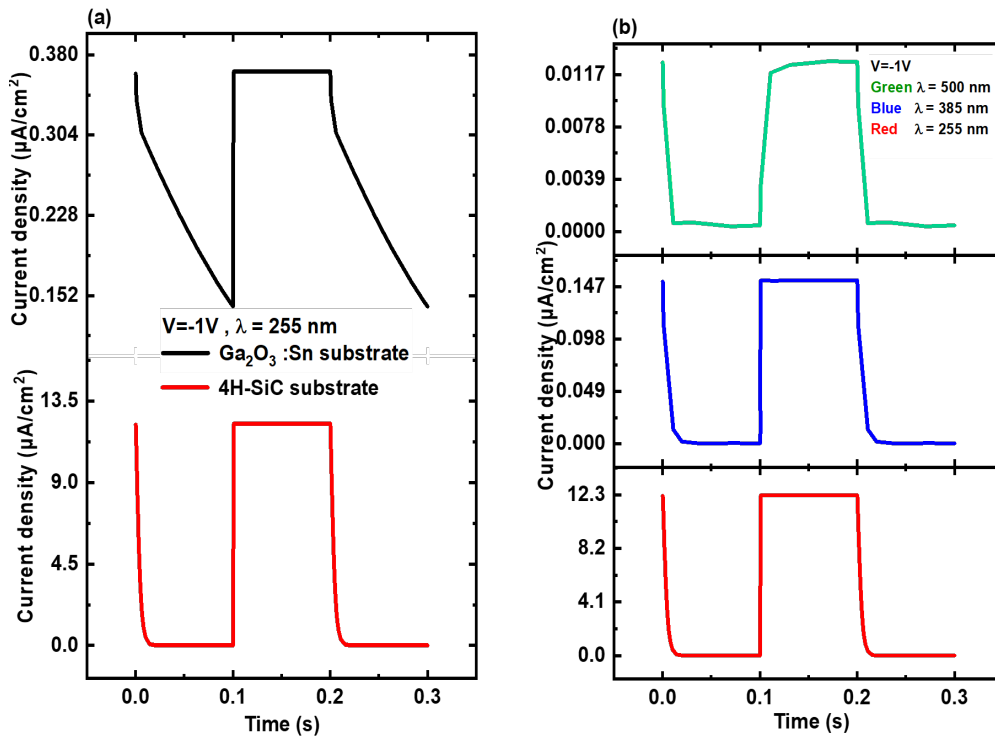 (a)
Current density (µA/cm²)
0.380
0.304
0.228
0.152
V=-1V , λ = 255 nm
Ga₂O₃ :Sn substrate
4H-SiC substrate
Current density (µA/cm²)
13.5
9.0
4.5
0.0
0.0 0.1 0.2 0.3
Time (s)
(b)
Current density (µA/cm²)
0.0117
0.0078
0.0039
0.0000
V=-1V
Green λ = 500 nm
Blue λ = 385 nm
Red λ = 255 nm
Current density (µA/cm²)
0.147
0.098
0.049
0.000
12.3
8.2
4.1
0.0
0.0 0.1 0.2 0.3
Time (s)